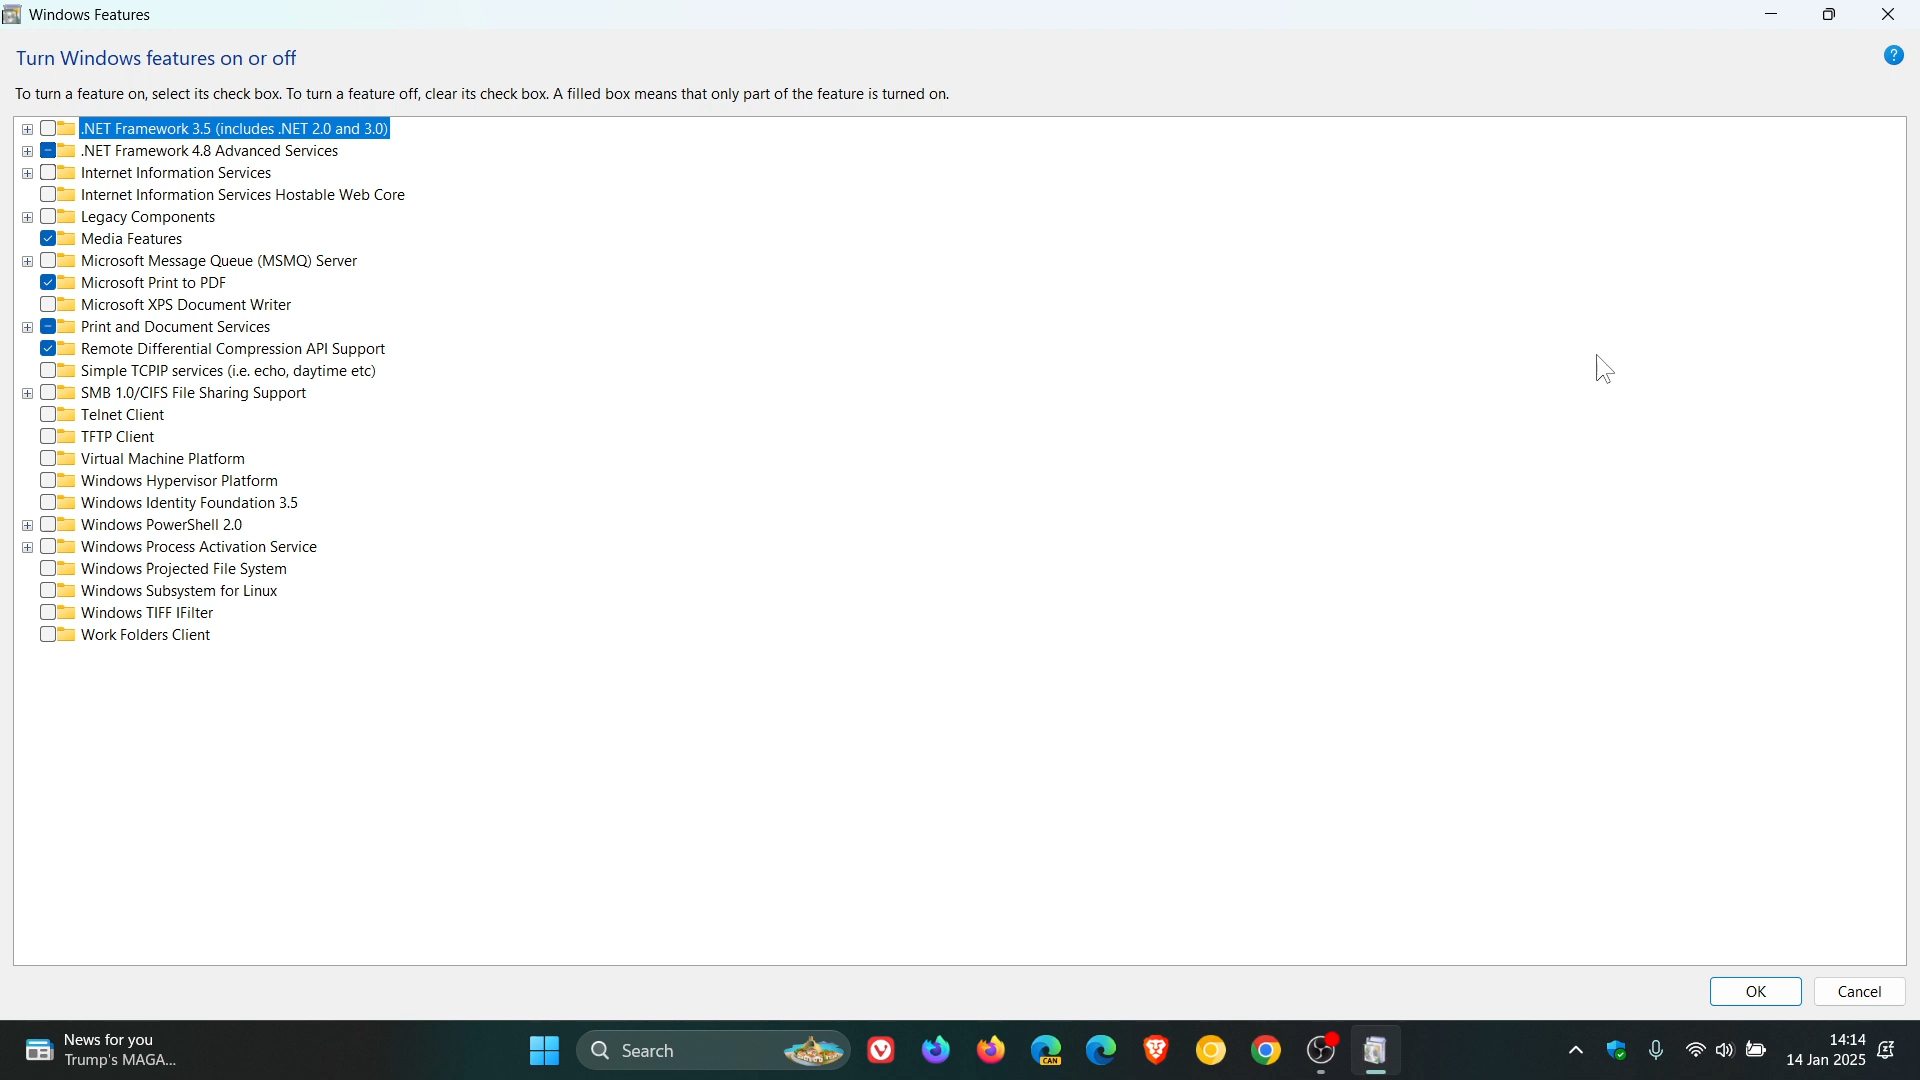 Windows Features
Turn Windows features on or off
?
To turn a feature on, select its check box. To turn a feature off, clear its check box. A filled box means that only part of the feature is turned on.
.NET Framework 3.5 (includes .NET 2.0 and 3.0)
.NET Framework 4.8 Advanced Services
Internet Information Services
Internet Information Services Hostable Web Core
Legacy Components
Media Features
Microsoft Message Queue (MSMQ) Server
Microsoft Print to PDF
Microsoft XPS Document Writer
Print and Document Services
Remote Differential Compression API Support
Simple TCPIP services (i.e. echo, daytime etc)
SMB 1.0/CIFS File Sharing Support
Telnet Client
TFTP Client
Virtual Machine Platform
Windows Hypervisor Platform
Windows Identity Foundation 3.5
Windows PowerShell 2.0
Windows Process Activation Service
Windows Projected File System
Windows Subsystem for Linux
Windows TIFF IFilter
Work Folders Client
OK Cancel
News for you
Trump's MAGA...
Search
CAN
14:14
14 Jan 2025